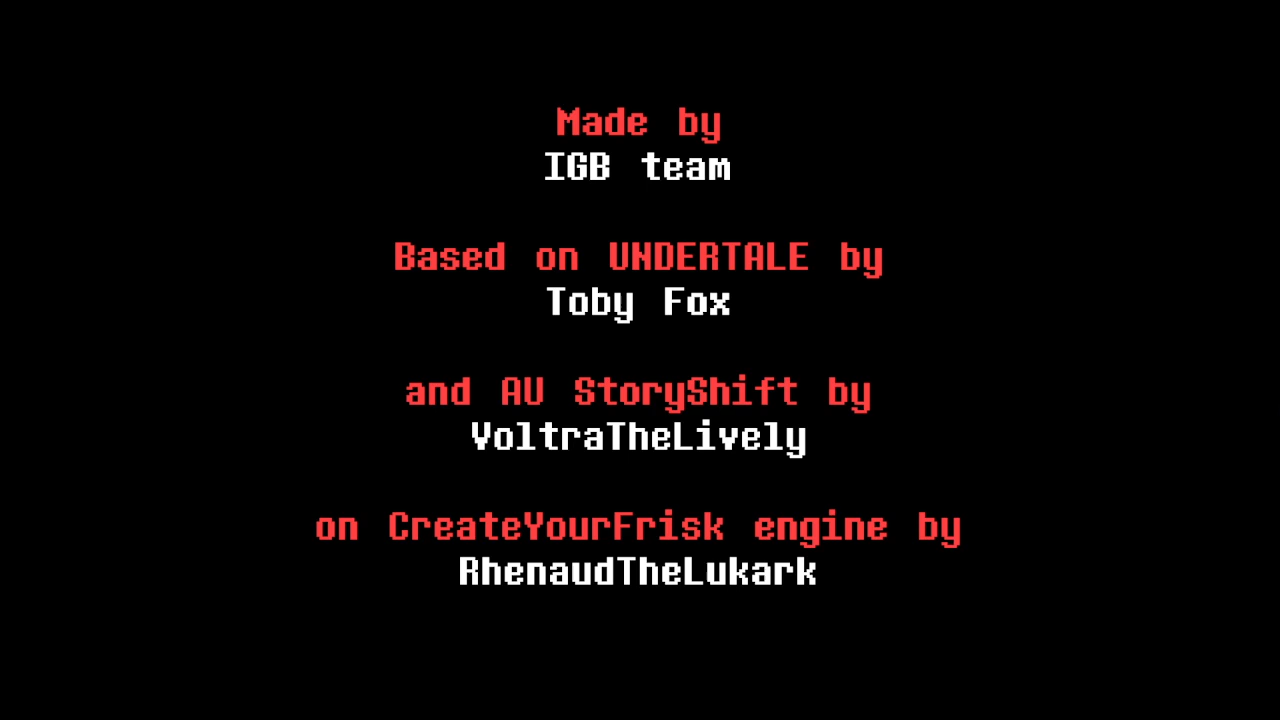 Made by
IGB team
Based on UNDERTALE by
Toby Fox
and AU StoryShift by
VoltraTheLively
on CreateYourFrisk engine by
RhenaudTheLukark